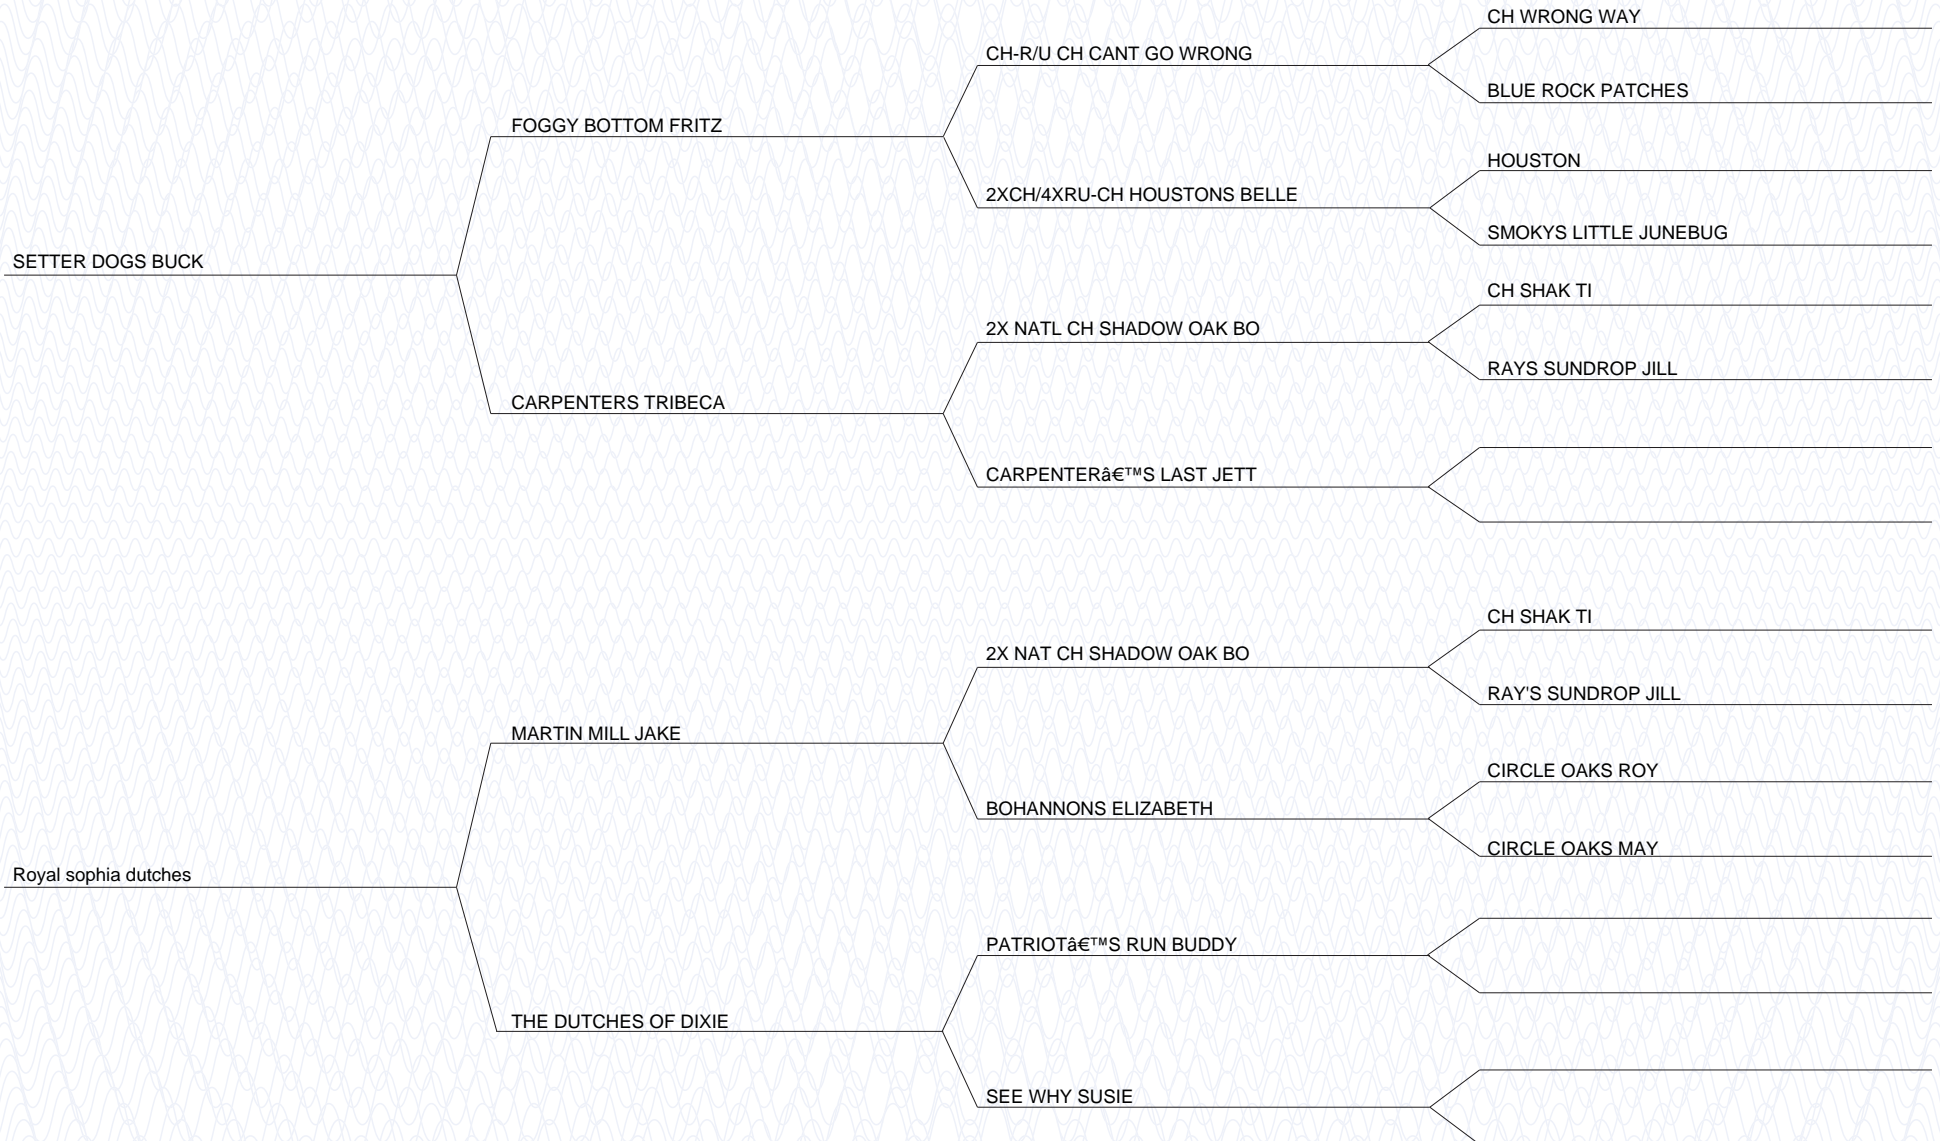 CH WRONG WAY
CH-R/U CH CANT GO WRONG
BLUE ROCK PATCHES
FOGGY BOTTOM FRITZ
HOUSTON
2XCH/4XRU-CH HOUSTONS BELLE
SMOKYS LITTLE JUNEBUG
SETTER DOGS BUCK
CH SHAK TI
2X NATL CH SHADOW OAK BO
RAYS SUNDROP JILL
CARPENTERS TRIBECA
CARPENTERâ€™S LAST JETT
CH SHAK TI
2X NAT CH SHADOW OAK BO
RAY'S SUNDROP JILL
MARTIN MILL JAKE
CIRCLE OAKS ROY
BOHANNONS ELIZABETH
CIRCLE OAKS MAY
Royal sophia dutches
PATRIOTâ€™S RUN BUDDY
THE DUTCHES OF DIXIE
SEE WHY SUSIE